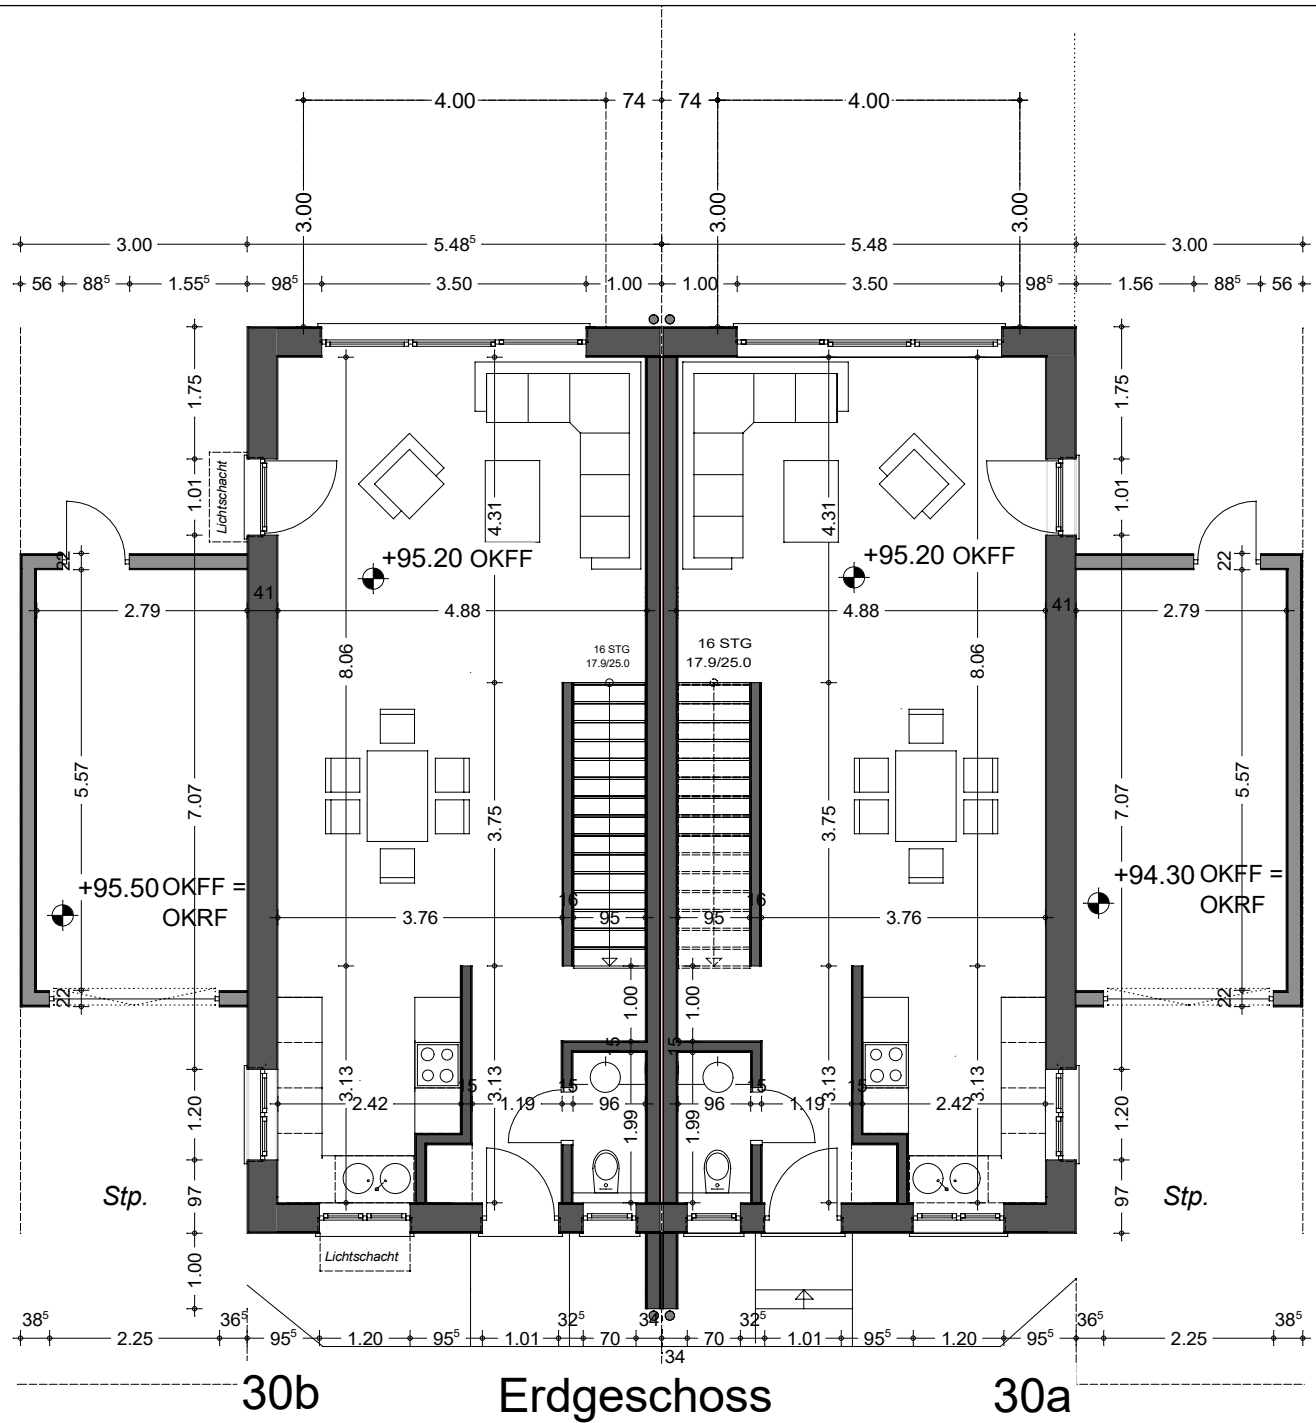 4.00 74 74 4.00
3.00 3.00 3.00
3.00 5.48⁵ 5.48 3.00
56 88⁵ 1.55⁵ 98⁵ 3.50 1.00 1.00 3.50 98⁵ 1.56 88⁵ 56
1.75 1.75
Lichtschacht
1.01 4.31 4.31 1.01
+95.20 OKFF +95.20 OKFF
22 22
41 41
2.79 4.88 4.88 2.79
8.06 8.06
16 STG 16 STG
17.9/25.0 17.9/25.0
5.57 7.07 3.75 3.75 7.07 5.57
+95.50 OKFF = +94.30 OKFF =
OKRF OKRF
16 16
3.76 95 95 3.76
22 22
1.00 1.00
15 15
3.13 3.13 3.13 3.13
15 15 15 15
2.42 1.19 96 96 1.19 2.42
1.20 1.99 1.99 1.20
Stp. 97 97 Stp.
Lichtschacht
1.00
38⁵ 36⁵ 32⁵ 34 32⁵ 36⁵ 38⁵
2.25 95⁵ 1.20 95⁵ 1.01 70 70 1.01 95⁵ 1.20 95⁵ 2.25
34
30b Erdgeschoss 30a